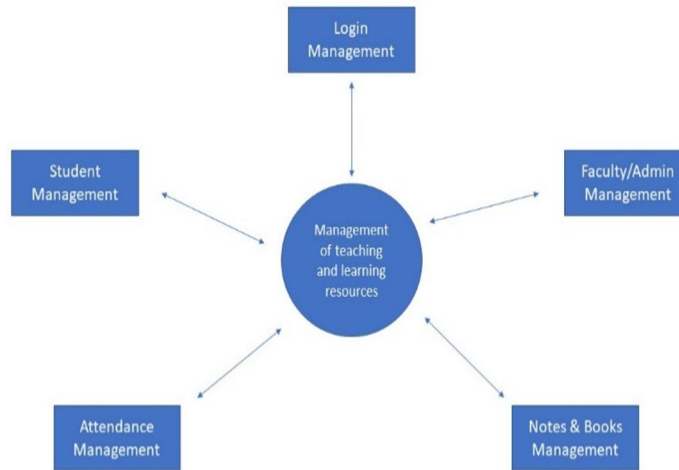 Login
Management
Student
Management
Faculty/Admin
Management
Management
of teaching
and learning
resources
Attendance
Management
Notes & Books
Management